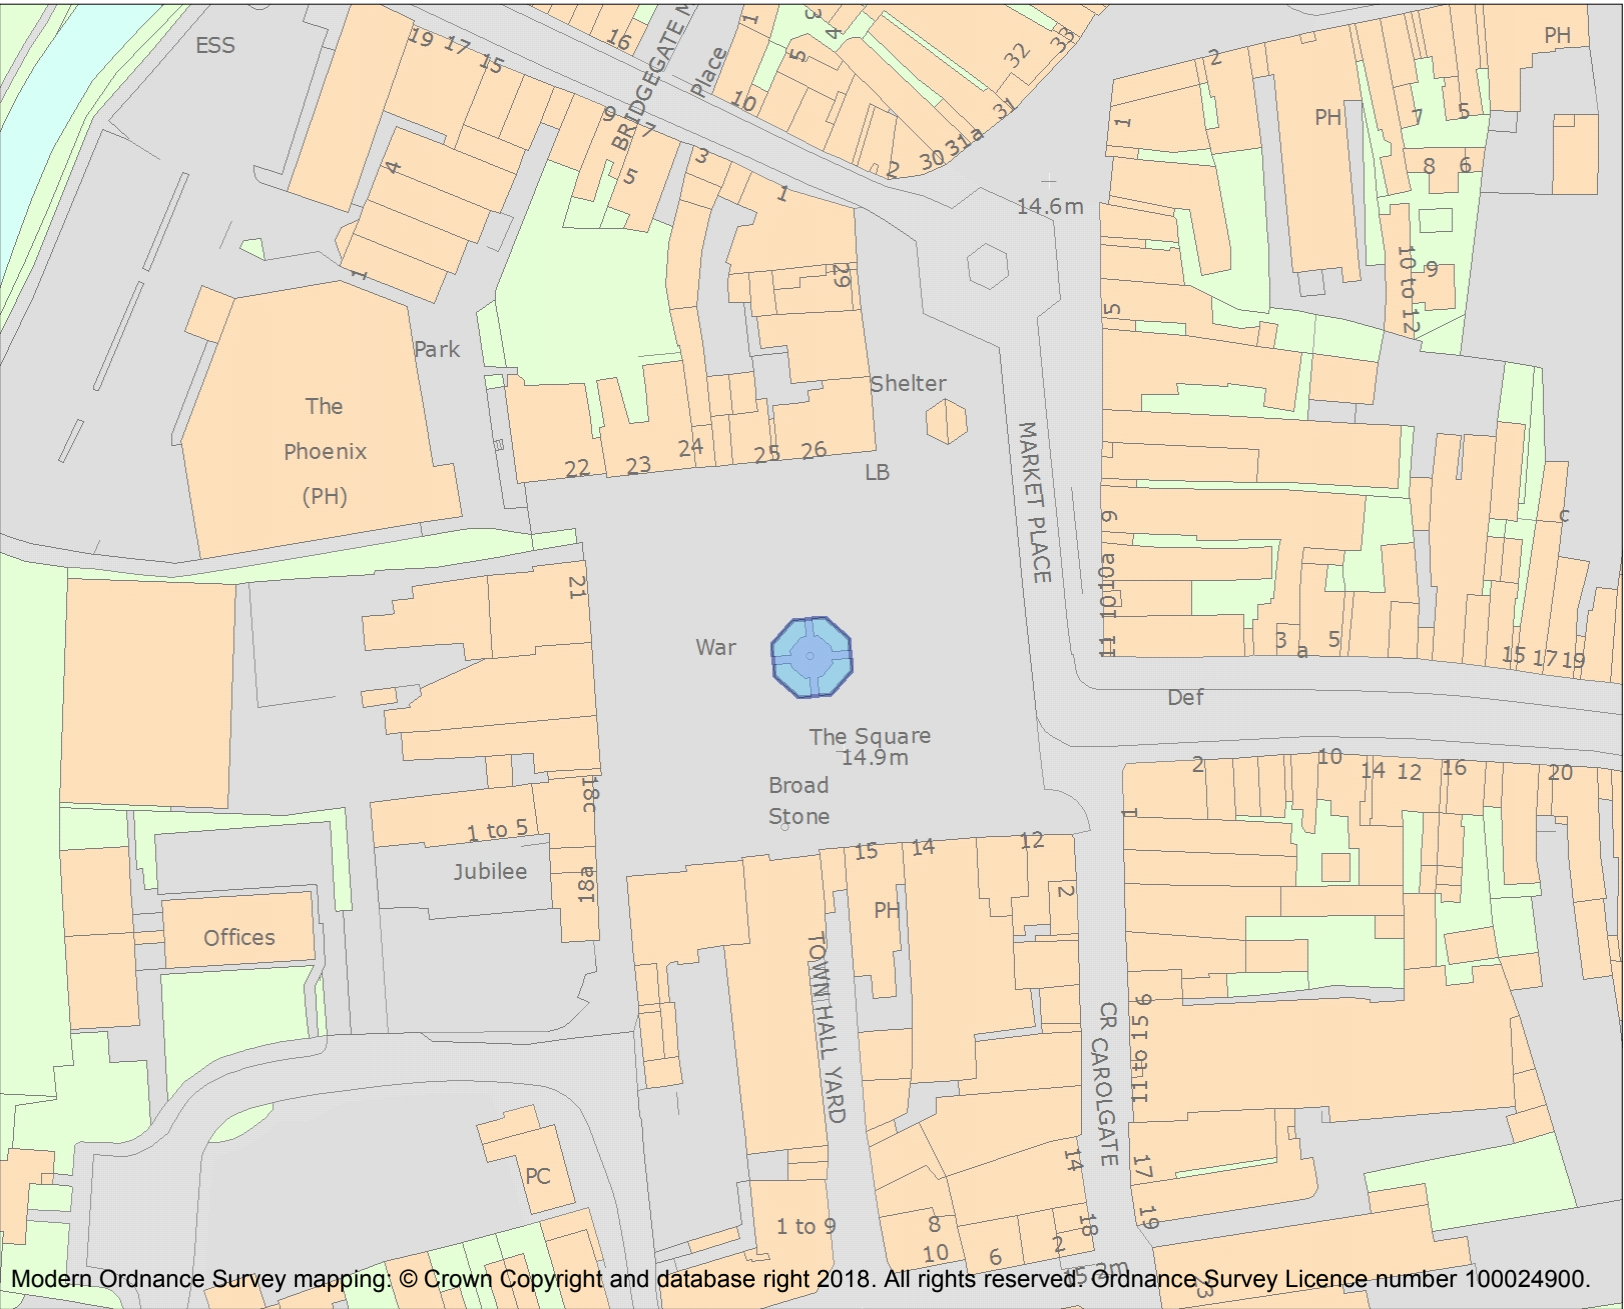 ESS
19 17 15
16
BRIDGEGATE M
Place
1
3
4
5
10
32
33
31
31a
30
2
2
PH
1
PH
7
5
8
6
9
7
4
3
5
1
14.6m
10 to 12
9
1
29
5
Park
Shelter
The
Phoenix
(PH)
22
23
24
25
26
LB
MARKET PLACE
9
c
10a
10
11
21
War
3
a
5
15 17 19
Def
The Square
14.9m
Broad
Stone
2
10
14
12
16
20
18c
1
1 to 5
15
14
12
Jubilee
18a
2
PH
Offices
TOWNHALL YARD
9
11 to 15
CR CAROLGATE
14
17
PC
19
18
1 to 9
8
10
6
2
15.2m
23
Modern Ordnance Survey mapping: © Crown Copyright and database right 2018. All rights reserved. Ordnance Survey Licence number 100024900.